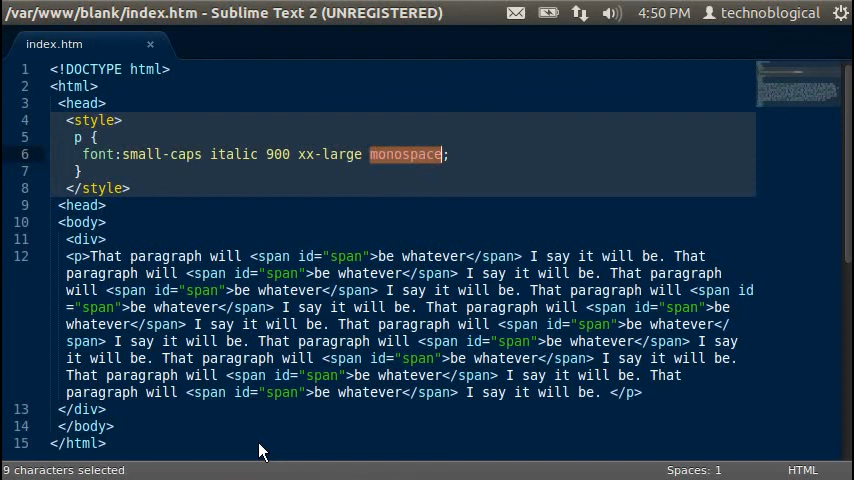 /var/www/blank/index.htm - Sublime Text 2 (UNREGISTERED) 4:50 PM technoblogical
index.htm ×
1 <!DOCTYPE html>
2 <html>
3 <head>
4 <style>
5 p {
6 font:small-caps italic 900 xx-large monospace;
7 }
8 </style>
9 <head>
10 <body>
11 <div>
12 <p>That paragraph will <span id="span">be whatever</span> I say it will be. That
paragraph will <span id="span">be whatever</span> I say it will be. That paragraph
will <span id="span">be whatever</span> I say it will be. That paragraph will <span id
="span">be whatever</span> I say it will be. That paragraph will <span id="span">be
whatever</span> I say it will be. That paragraph will <span id="span">be whatever</
span> I say it will be. That paragraph will <span id="span">be whatever</span> I say
it will be. That paragraph will <span id="span">be whatever</span> I say it will be.
That paragraph will <span id="span">be whatever</span> I say it will be. That
paragraph will <span id="span">be whatever</span> I say it will be. </p>
13 </div>
14 </body>
15 </html>
9 characters selected Spaces: 1 HTML